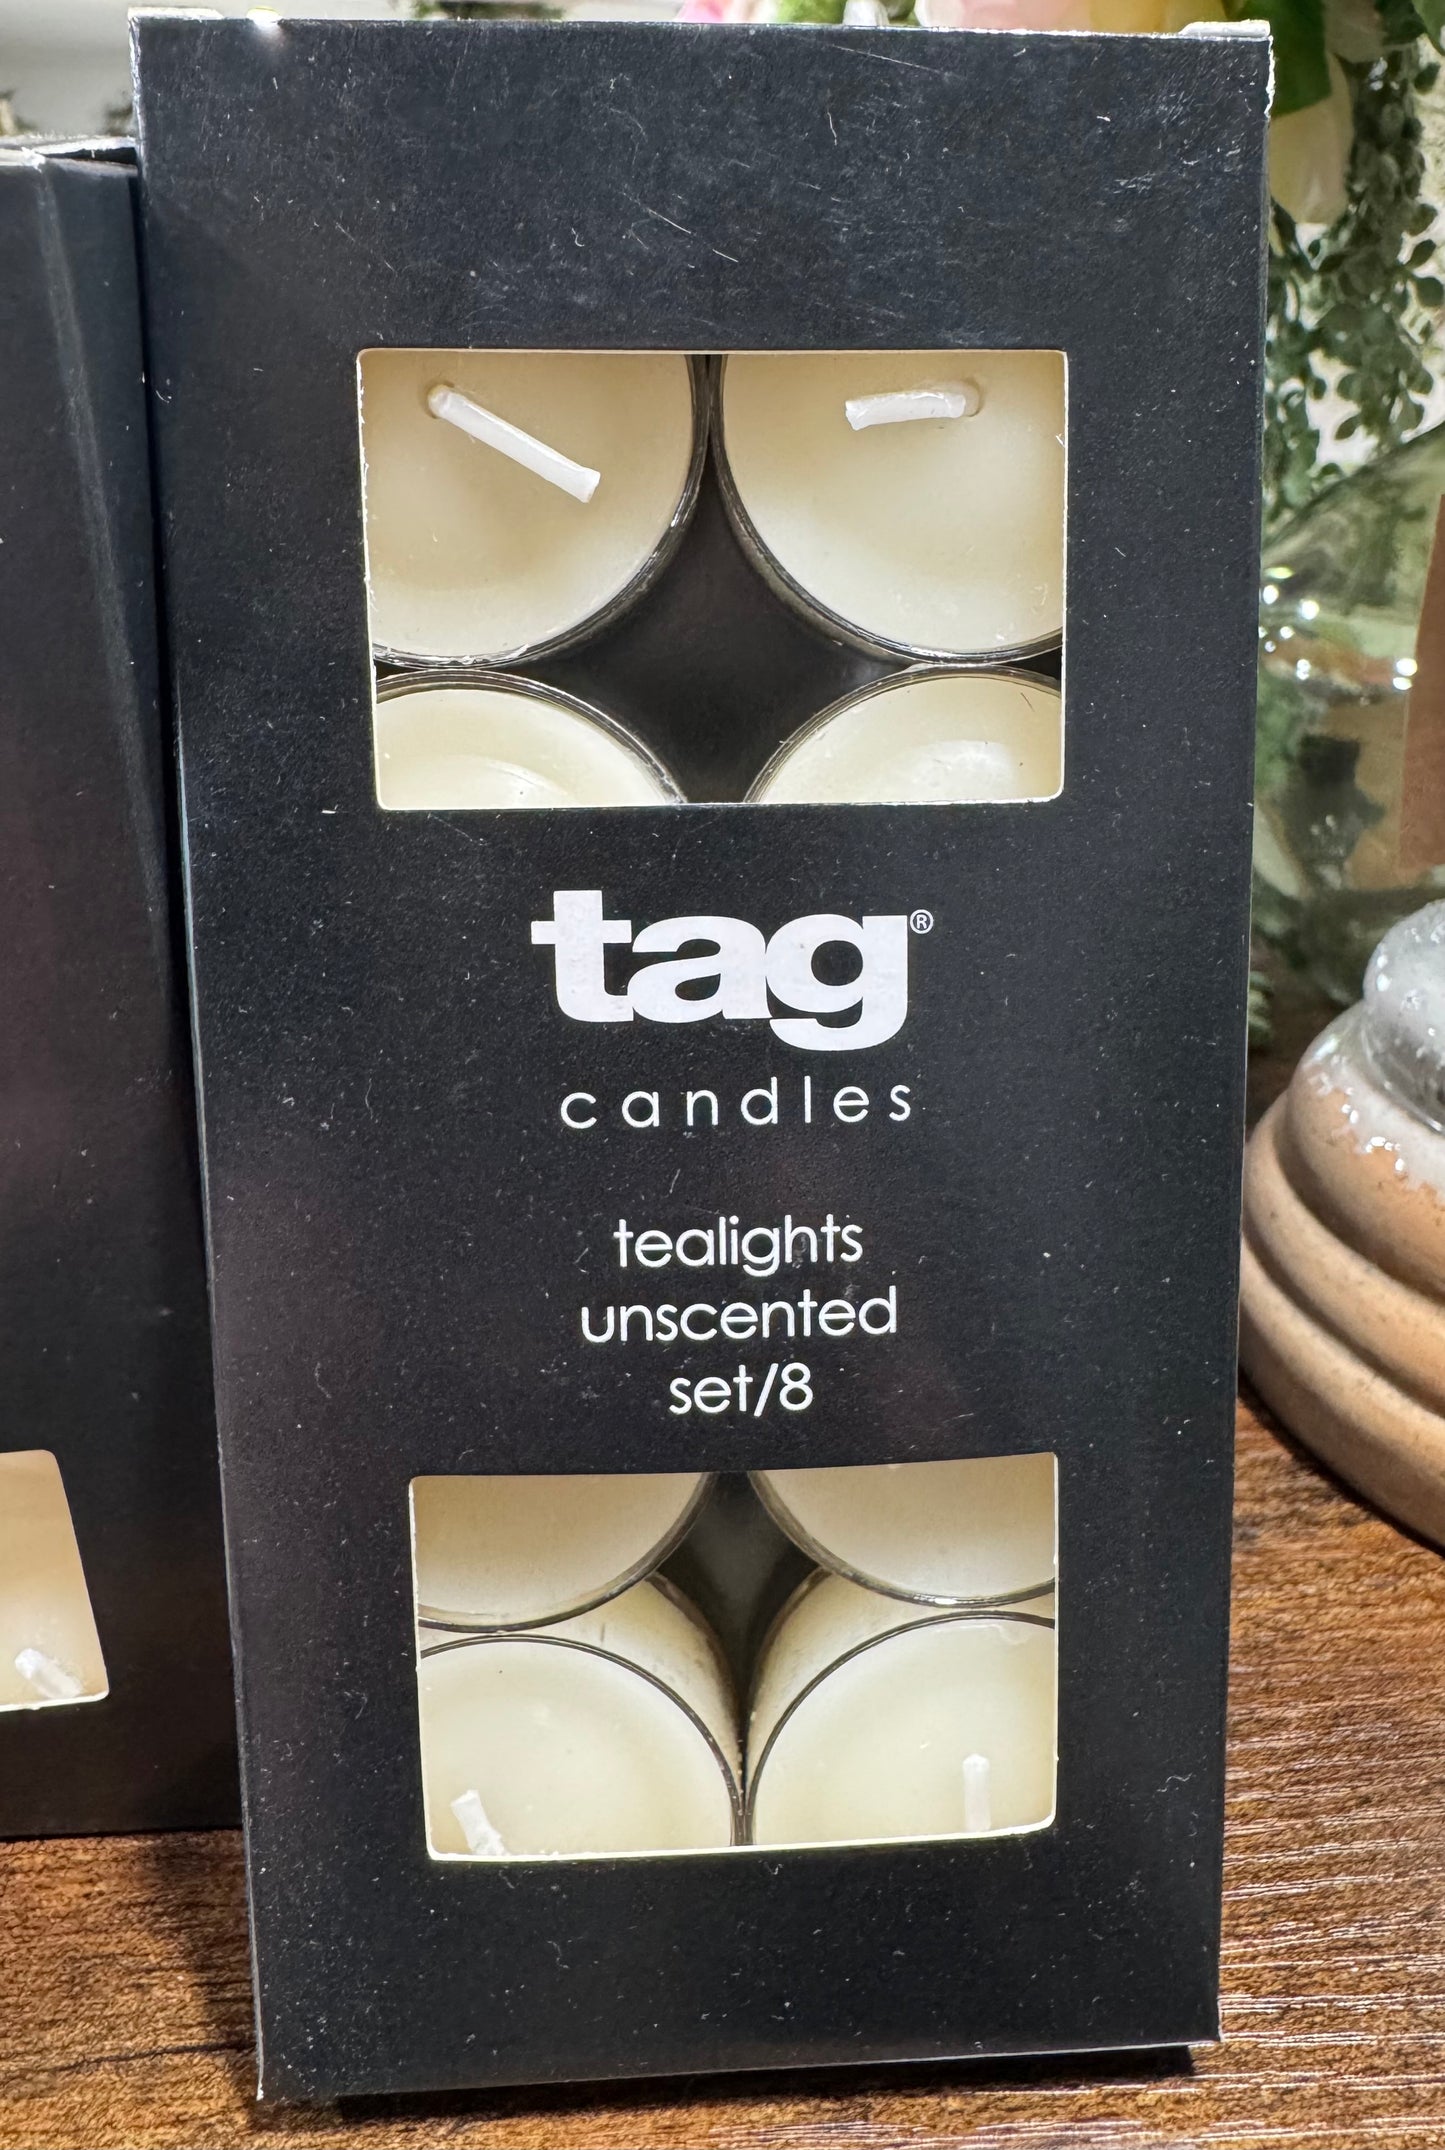 tag®
candles
tealights
unscented
set/8